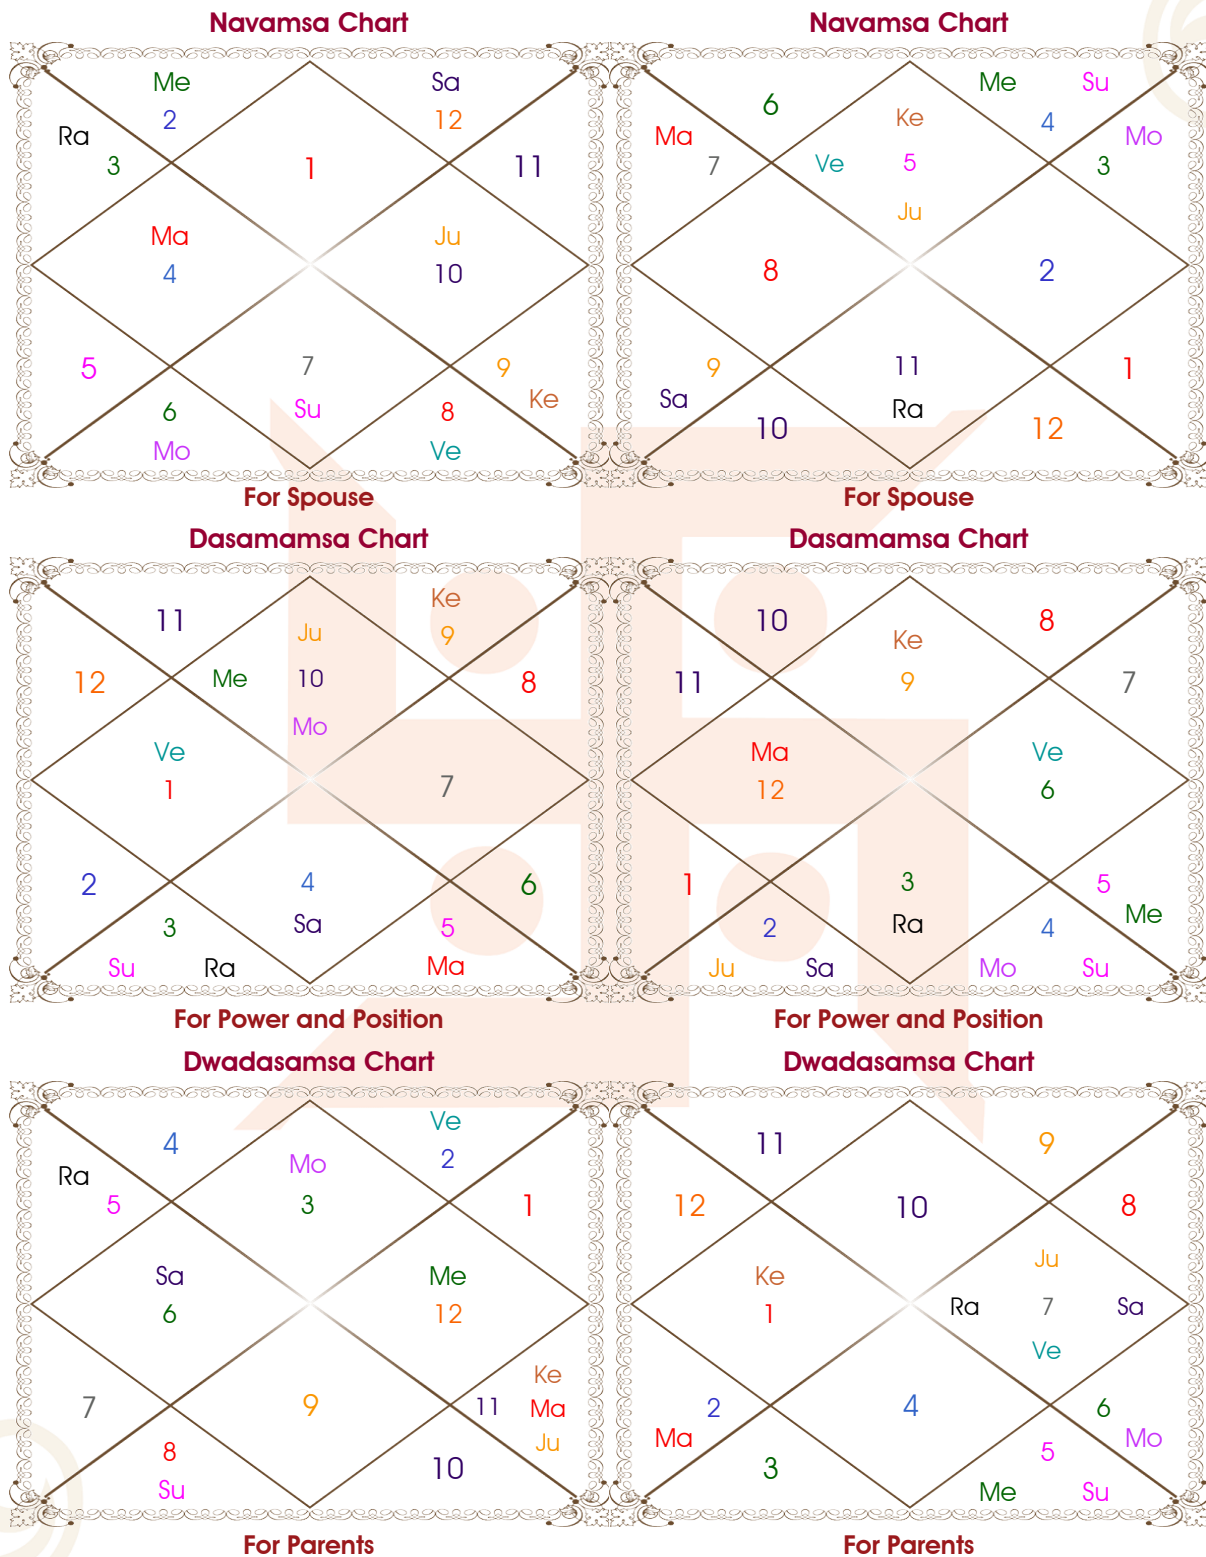 Navamsa Chart
Me
Sa
2
12
Ra
3
1
11
Ma
Ju
4
10
5
7
9
6
Su
8
Ke
Mo
Ve
For Spouse
Navamsa Chart
Me
Su
6
Ke
4
Ma
Mo
7
Ve
5
3
Ju
8
2
9
11
1
Sa
Ra
10
12
For Spouse
Dasamamsa Chart
Ke
11
Ju
9
12
Me
10
8
Mo
Ve
1
7
2
4
6
3
Sa
5
Su
Ra
Ma
For Power and Position
Dasamamsa Chart
10
8
Ke
11
9
7
Ma
Ve
12
6
1
3
5
2
Ra
4
Me
Ju
Sa
Mo
Su
For Power and Position
Dwadasamsa Chart
Ve
4
Mo
2
Ra
5
3
1
Sa
Me
6
12
Ke
7
9
11
Ma
8
Ju
Su
10
For Parents
Dwadasamsa Chart
11
9
12
10
8
Ju
Ke
1
Ra
7
Sa
Ve
2
4
6
Ma
Mo
3
5
Me
Su
For Parents